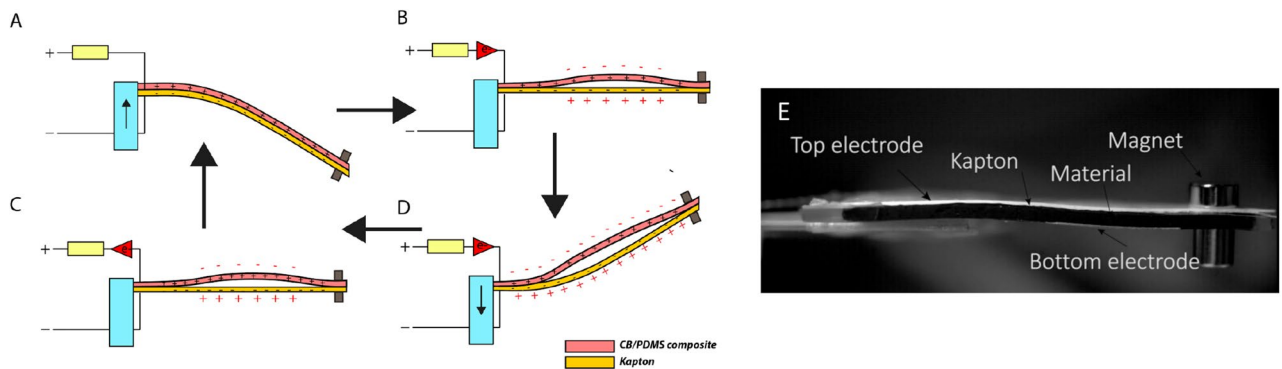 A
B
+
e
−
+
−
C
D
+
e
−
+
e
−
CB/PDMS composite
Kapton
E
Top electrode
Kapton
Material
Magnet
Bottom electrode